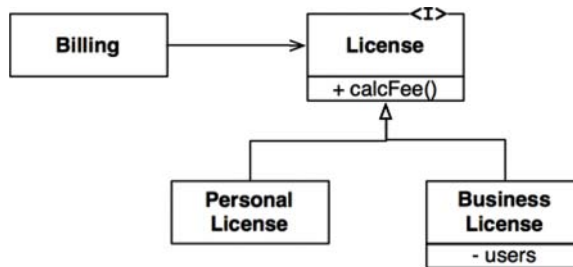 <I>
Billing
License
+ calcFee()
Personal
License
Business
License
- users